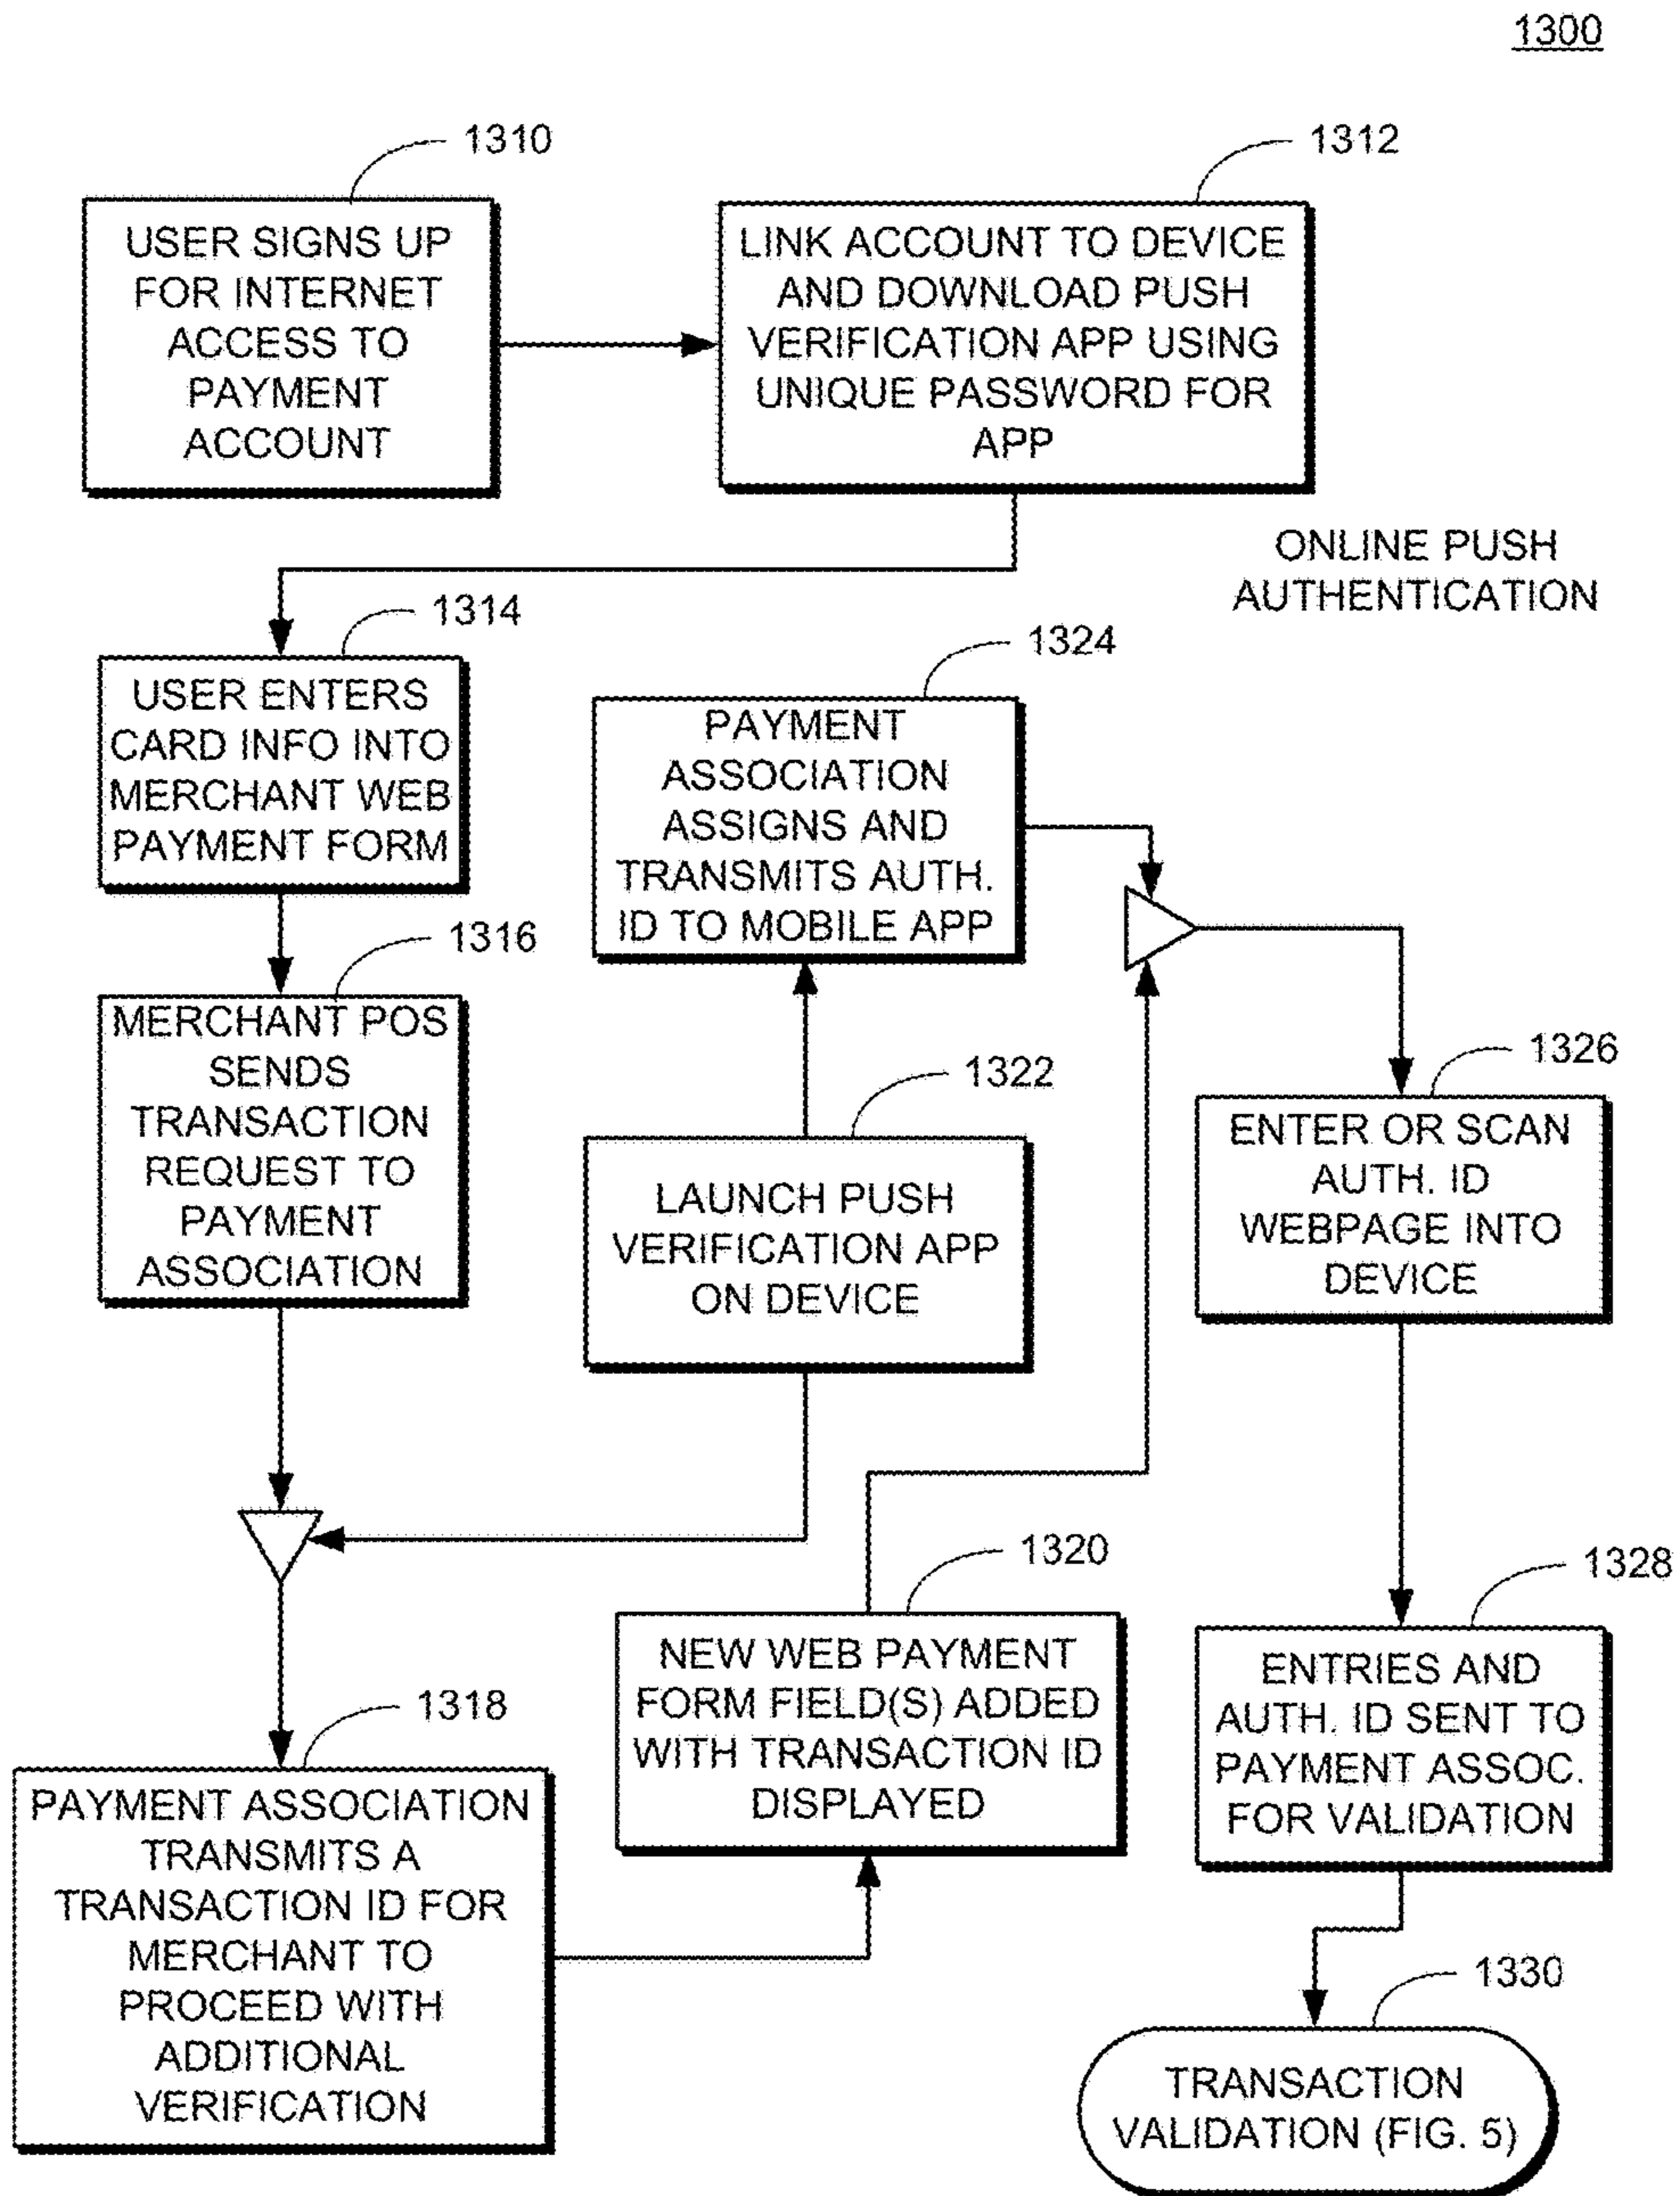 1300
1310
USER SIGNS UP
FOR INTERNET
ACCESS TO
PAYMENT
ACCOUNT
1312
LINK ACCOUNT TO DEVICE
AND DOWNLOAD PUSH
VERIFICATION APP USING
UNIQUE PASSWORD FOR
APP
ONLINE PUSH
AUTHENTICATION
1314
USER ENTERS
CARD INFO INTO
MERCHANT WEB
PAYMENT FORM
1324
PAYMENT
ASSOCIATION
ASSIGNS AND
TRANSMITS AUTH.
ID TO MOBILE APP
1316
MERCHANT POS
SENDS
TRANSACTION
REQUEST TO
PAYMENT
ASSOCIATION
1322
LAUNCH PUSH
VERIFICATION APP
ON DEVICE
1326
ENTER OR SCAN
AUTH. ID
WEBPAGE INTO
DEVICE
1318
PAYMENT ASSOCIATION
TRANSMITS A
TRANSACTION ID FOR
MERCHANT TO
PROCEED WITH
ADDITIONAL
VERIFICATION
1320
NEW WEB PAYMENT
FORM FIELD(S) ADDED
WITH TRANSACTION ID
DISPLAYED
1328
ENTRIES AND
AUTH. ID SENT TO
PAYMENT ASSOC.
FOR VALIDATION
1330
TRANSACTION
VALIDATION (FIG. 5)